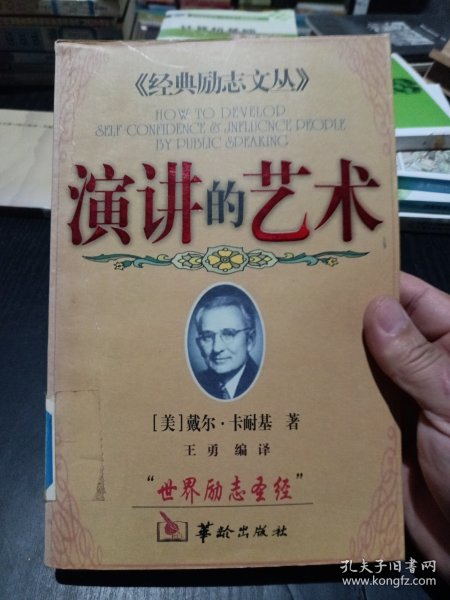 《经典励志文丛》
HOW TO DEVELOP
SELF CONFIDENCE & INFLUENCE PEOPLE
BY PUBLIC SPEAKING
演讲的艺术
[美]戴尔·卡耐基 著
王勇 编译
“世界励志圣经”
华龄出版社
孔夫子旧书网
www.kongfz.com